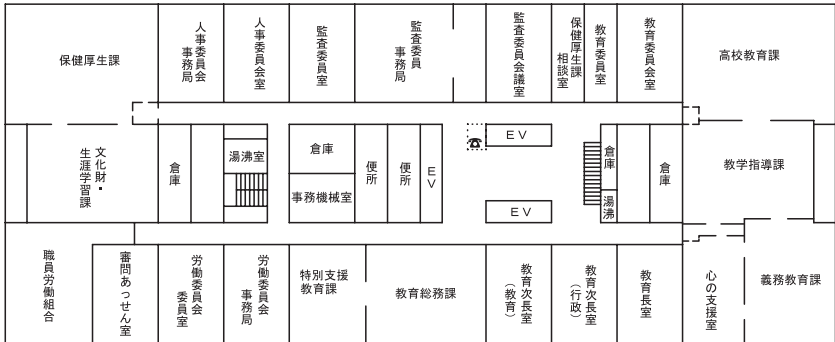 保健厚生課
人事委員会
事務局
人事委員会室
監査委員室
監査委員
事務局
監査委員会議室
保健厚生課
相談室
教育委員室
教育委員会室
高校教育課
文化財・
生涯学習課
倉庫
湯沸室
倉庫
事務機械室
便所
便所
EV
EV
EV
倉庫
湯沸
倉庫
教学指導課
職員労働組合
審問あっせん室
労働委員会
委員室
労働委員会
事務局
特別支援
教育課
教育総務課
教育次長室
(教育)
教育次長室
(行政)
教育長室
心の支援室
義務教育課